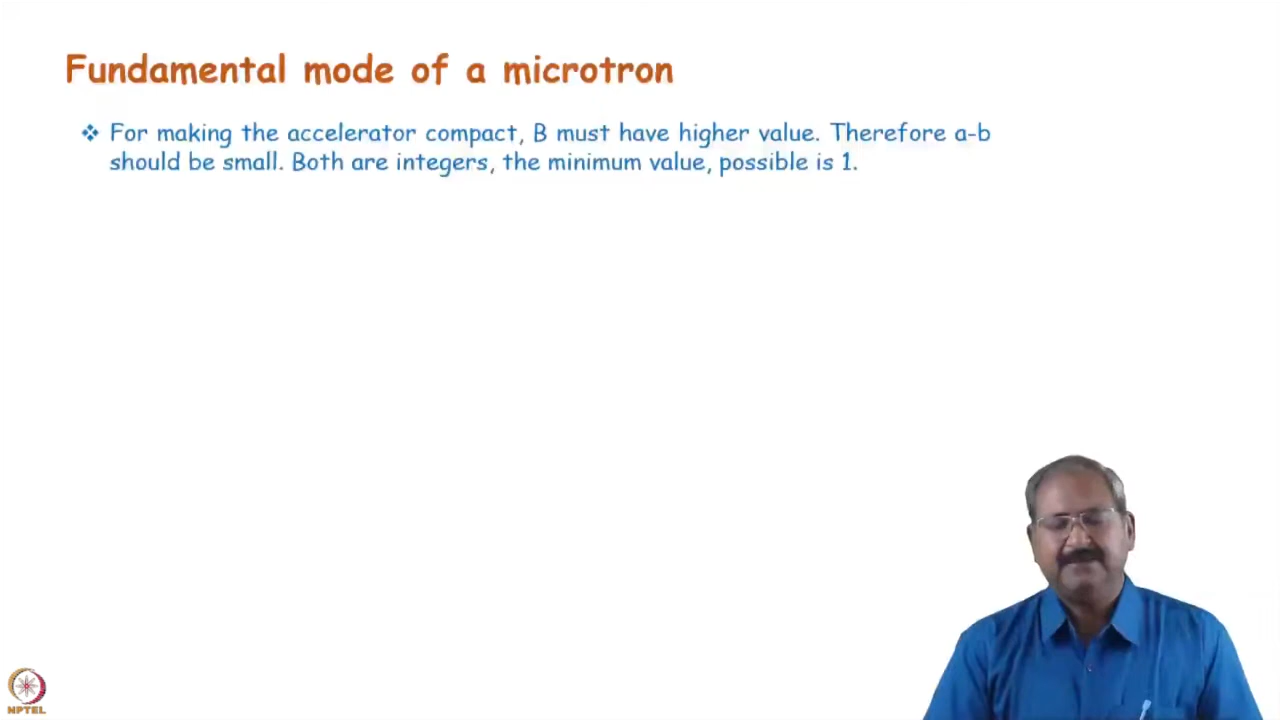 Fundamental mode of a microtron
❖ For making the accelerator compact, B must have higher value. Therefore a-b
should be small. Both are integers, the minimum value, possible is 1.
NPTEL